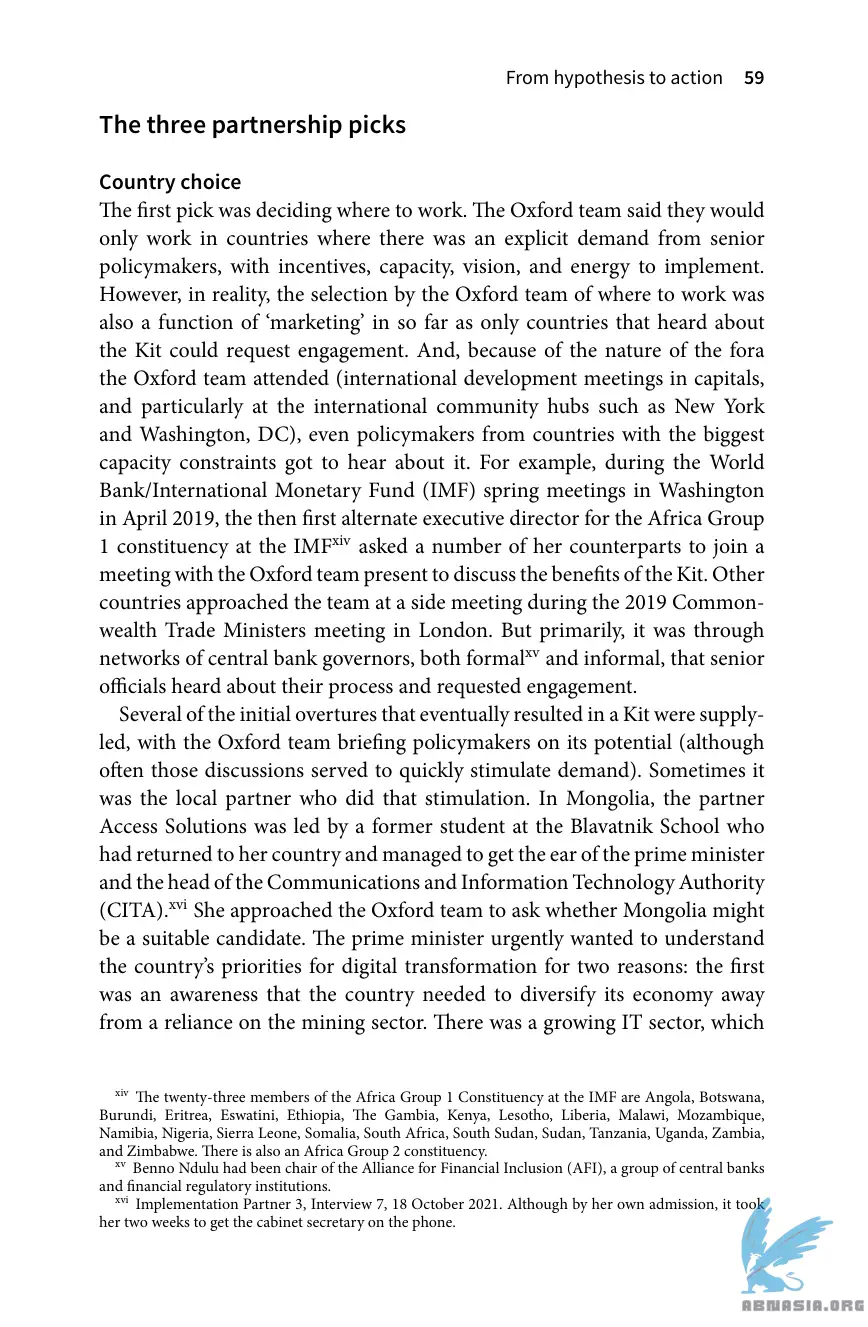 From hypothesis to action 59
The three partnership picks
Country choice
The first pick was deciding where to work. The Oxford team said they would
only work in countries where there was an explicit demand from senior
policymakers, with incentives, capacity, vision, and energy to implement.
However, in reality, the selection by the Oxford team of where to work was
also a function of ‘marketing’ in so far as only countries that heard about
the Kit could request engagement. And, because of the nature of the fora
the Oxford team attended (international development meetings in capitals,
and particularly at the international community hubs such as New York
and Washington, DC), even policymakers from countries with the biggest
capacity constraints got to hear about it. For example, during the World
Bank/International Monetary Fund (IMF) spring meetings in Washington
in April 2019, the then first alternate executive director for the Africa Group
1 constituency at the IMFxiv asked a number of her counterparts to join a
meeting with the Oxford team present to discuss the benefits of the Kit. Other
countries approached the team at a side meeting during the 2019 Common-
wealth Trade Ministers meeting in London. But primarily, it was through
networks of central bank governors, both formalxv and informal, that senior
officials heard about their process and requested engagement.
Several of the initial overtures that eventually resulted in a Kit were supply-
led, with the Oxford team briefing policymakers on its potential (although
often those discussions served to quickly stimulate demand). Sometimes it
was the local partner who did that stimulation. In Mongolia, the partner
Access Solutions was led by a former student at the Blavatnik School who
had returned to her country and managed to get the ear of the prime minister
and the head of the Communications and Information Technology Authority
(CITA).xvi She approached the Oxford team to ask whether Mongolia might
be a suitable candidate. The prime minister urgently wanted to understand
the country’s priorities for digital transformation for two reasons: the first
was an awareness that the country needed to diversify its economy away
from a reliance on the mining sector. There was a growing IT sector, which
xiv The twenty-three members of the Africa Group 1 Constituency at the IMF are Angola, Botswana,
Burundi, Eritrea, Eswatini, Ethiopia, The Gambia, Kenya, Lesotho, Liberia, Malawi, Mozambique,
Namibia, Nigeria, Sierra Leone, Somalia, South Africa, South Sudan, Sudan, Tanzania, Uganda, Zambia,
and Zimbabwe. There is also an Africa Group 2 constituency.
xv Benno Ndulu had been chair of the Alliance for Financial Inclusion (AFI), a group of central banks
and financial regulatory institutions.
xvi Implementation Partner 3, Interview 7, 18 October 2021. Although by her own admission, it took
her two weeks to get the cabinet secretary on the phone.
ABNASIA.ORG